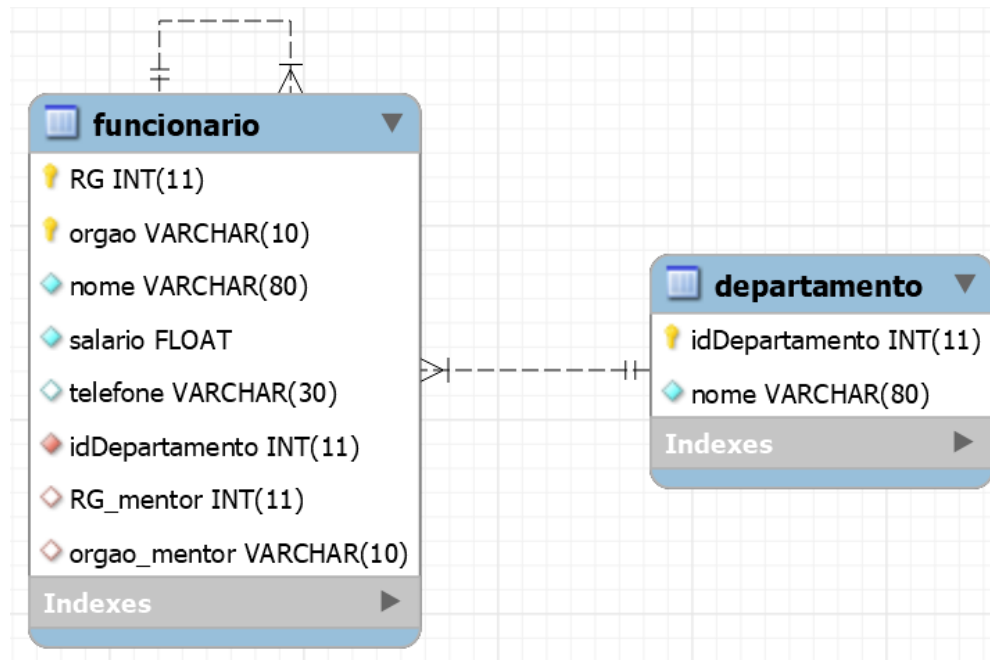 funcionario
RG INT(11)
orgao VARCHAR(10)
nome VARCHAR(80)
salario FLOAT
telefone VARCHAR(30)
idDepartamento INT(11)
RG_mentor INT(11)
orgao_mentor VARCHAR(10)
Indexes
departamento
idDepartamento INT(11)
nome VARCHAR(80)
Indexes